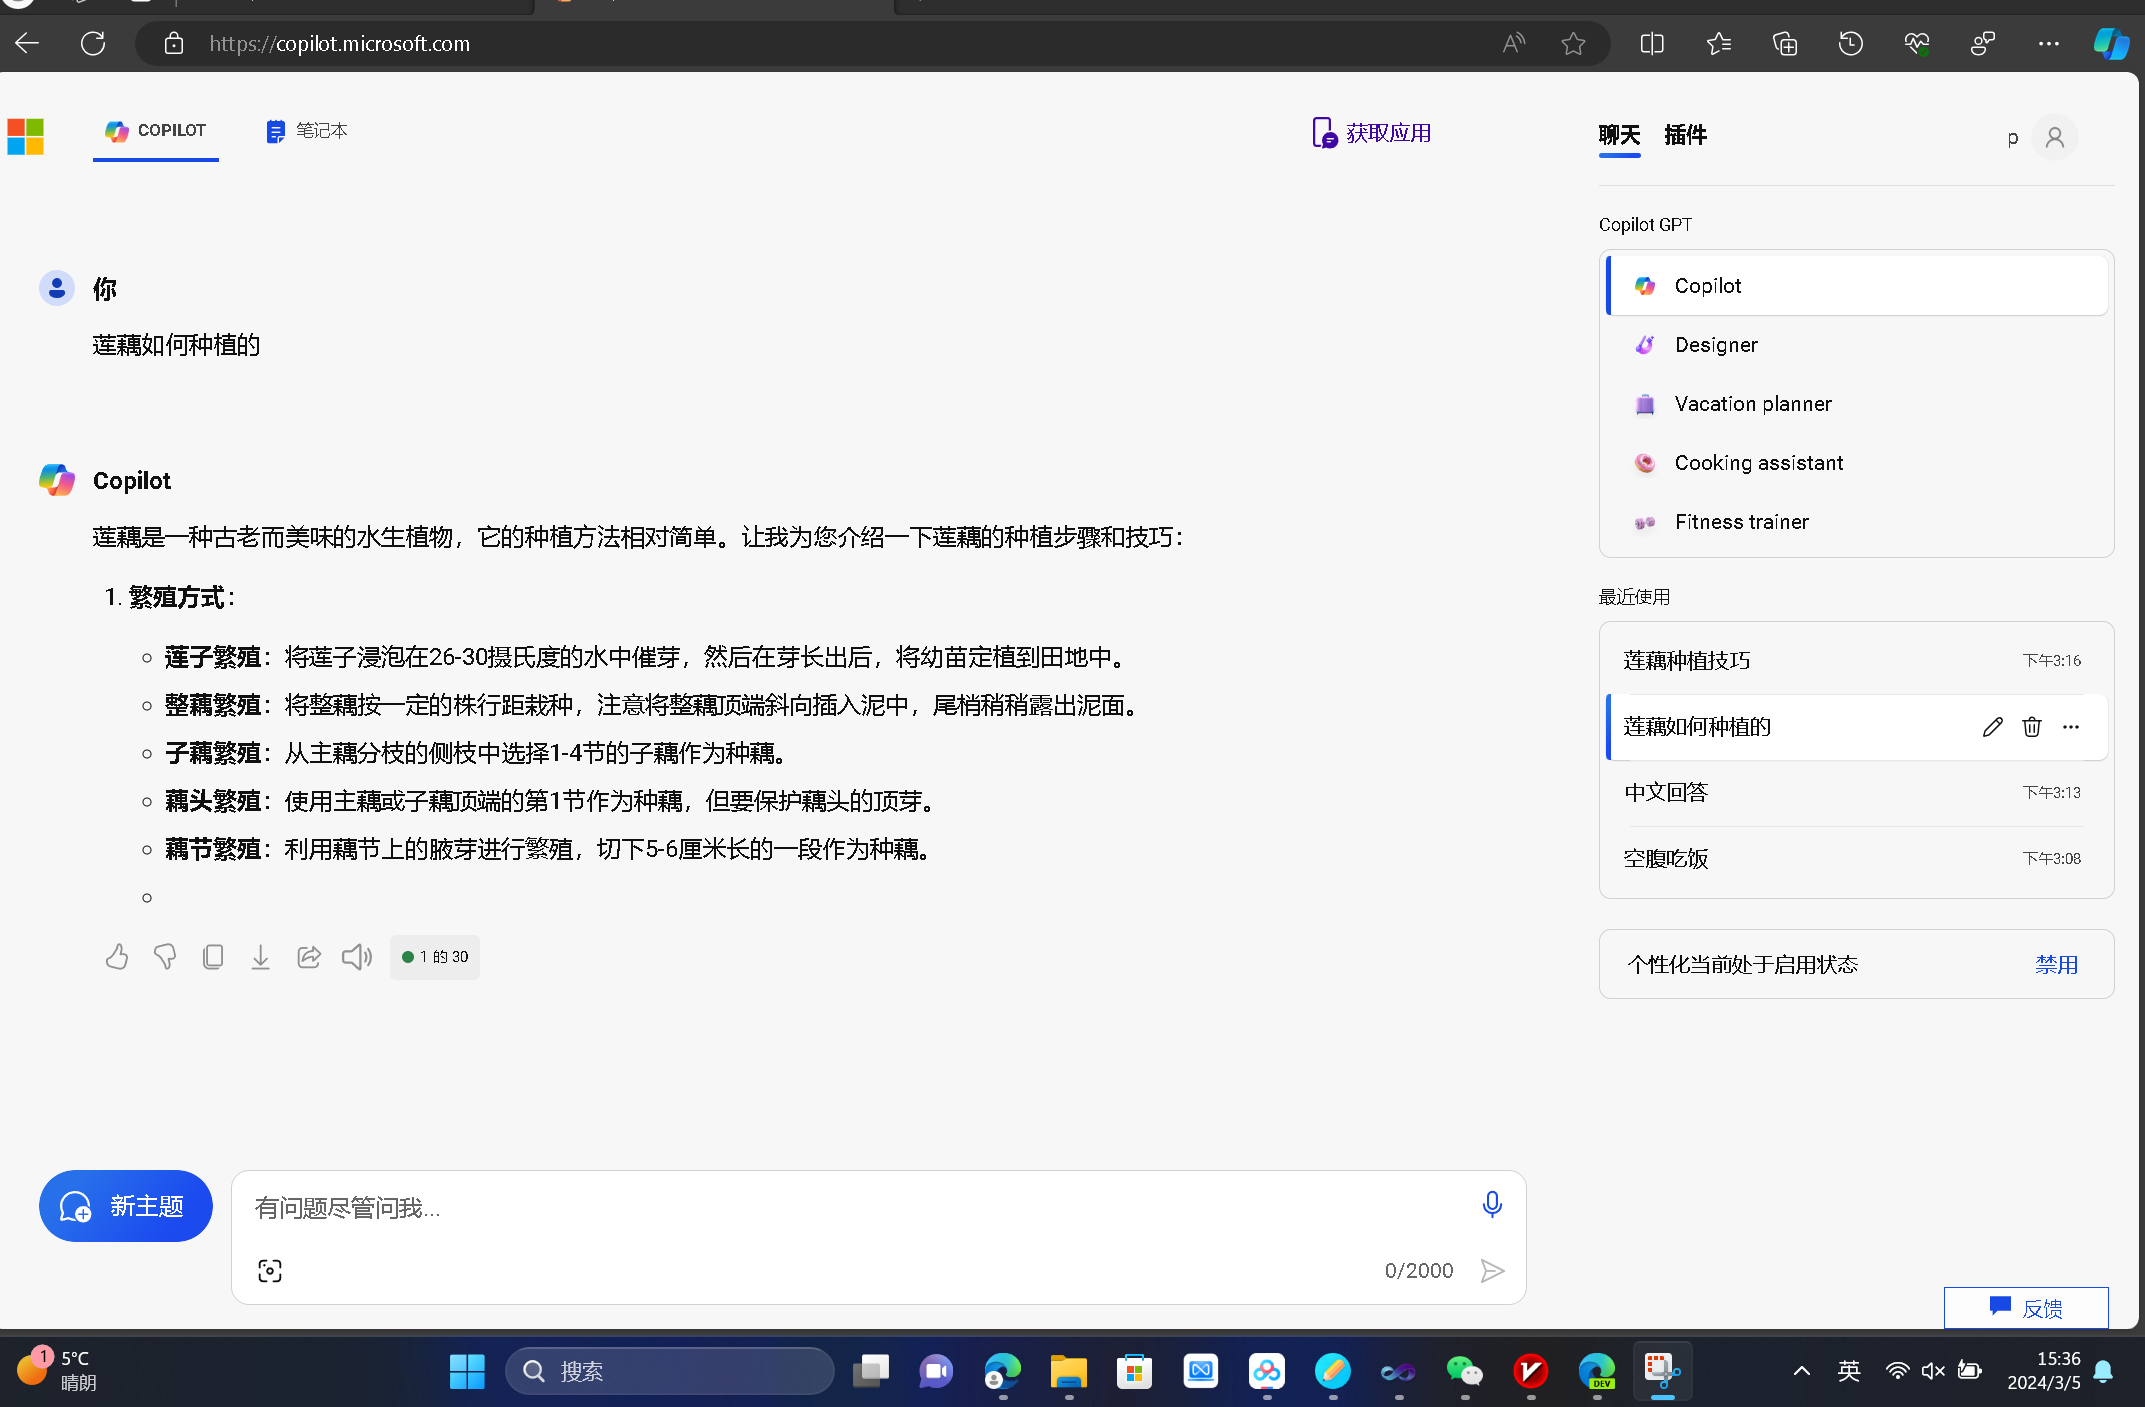 https://copilot.microsoft.com
COPILOT
笔记本
获取应用
聊天
插件
p
你
莲藕如何种植的
Copilot
莲藕是一种古老而美味的水生植物，它的种植方法相对简单。让我为您介绍一下莲藕的种植步骤和技巧：
1. 繁殖方式：
莲子繁殖：将莲子浸泡在26-30摄氏度的水中催芽，然后在芽长出后，将幼苗定植到田地中。
整藕繁殖：将整藕按一定的株行距栽种，注意将整藕顶端斜向插入泥中，尾梢稍稍露出泥面。
子藕繁殖：从主藕分枝的侧枝中选择1-4节的子藕作为种藕。
藕头繁殖：使用主藕或子藕顶端的第1节作为种藕，但要保护藕头的顶芽。
藕节繁殖：利用藕节上的腋芽进行繁殖，切下5-6厘米长的一段作为种藕。
1 的 30
新主题
有问题尽管问我...
0/2000
Copilot GPT
Copilot
Designer
Vacation planner
Cooking assistant
Fitness trainer
最近使用
莲藕种植技巧 下午3:16
莲藕如何种植的
中文回答 下午3:13
空腹吃饭 下午3:08
个性化当前处于启用状态 禁用
反馈
1
5°C
晴朗
搜索
DEV
英
15:36
2024/3/5